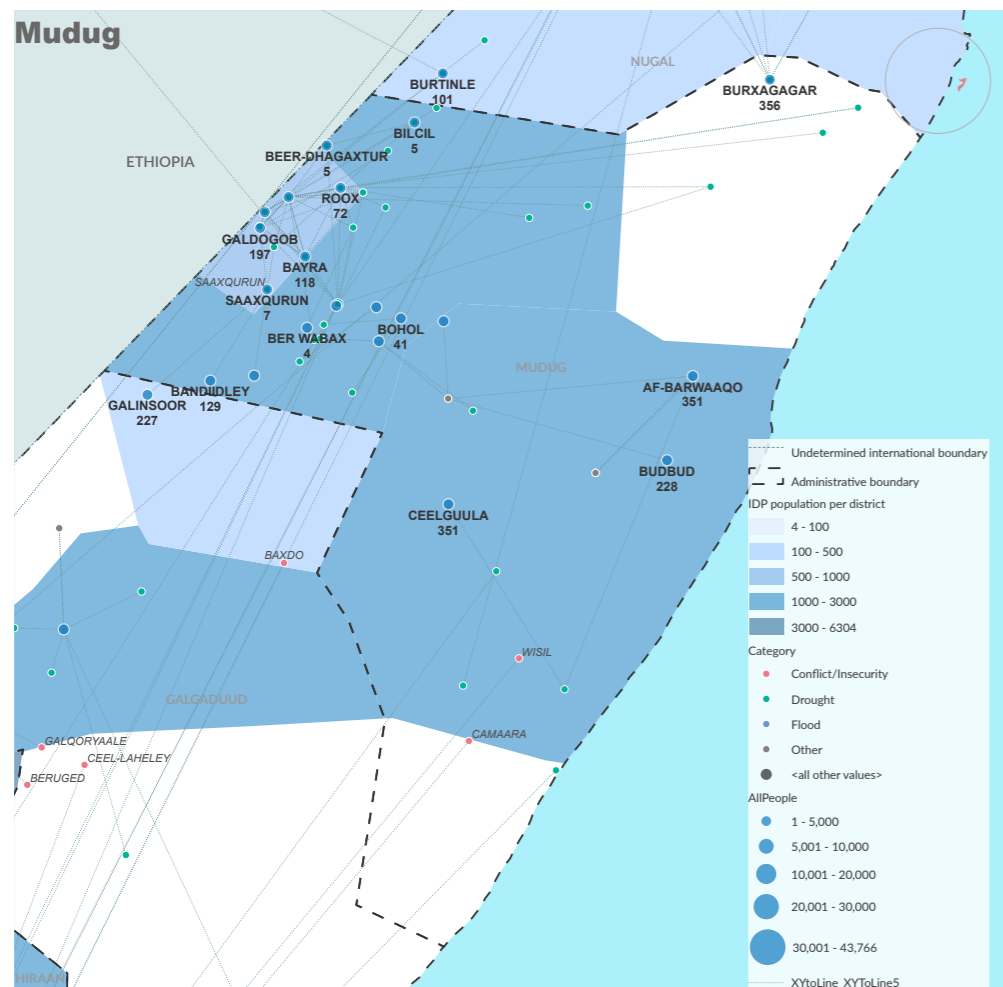 Mudug
NUGAL
BURTINLE
101
BURXAGAGAR
356
BILCIL
5
ETHIOPIA
BEER-DHAGAXTUR
5
ROOX
72
GALDOGOB
197
BAYRA
118
SAAXQURUN
SAAXQURUN
7
BER WABAX
4
BOHOL
41
MUDUG
BANDIIDLEY
129
GALINSOOR
227
AF-BARWAAQO
351
BUDBUD
228
CEELGUULA
351
BAXDO
WISIL
GALGADUUD
CAMAARA
GALQORYAALE
CEEL-LAHELEY
BERUGED
HIRAAN
Undetermined international boundary
Administrative boundary
IDP population per district
4 - 100
100 - 500
500 - 1000
1000 - 3000
3000 - 6304
Category
Conflict/Insecurity
Drought
Flood
Other
<all other values>
AllPeople
1 - 5,000
5,001 - 10,000
10,001 - 20,000
20,001 - 30,000
30,001 - 43,766
XYtoLine_XYToLine5